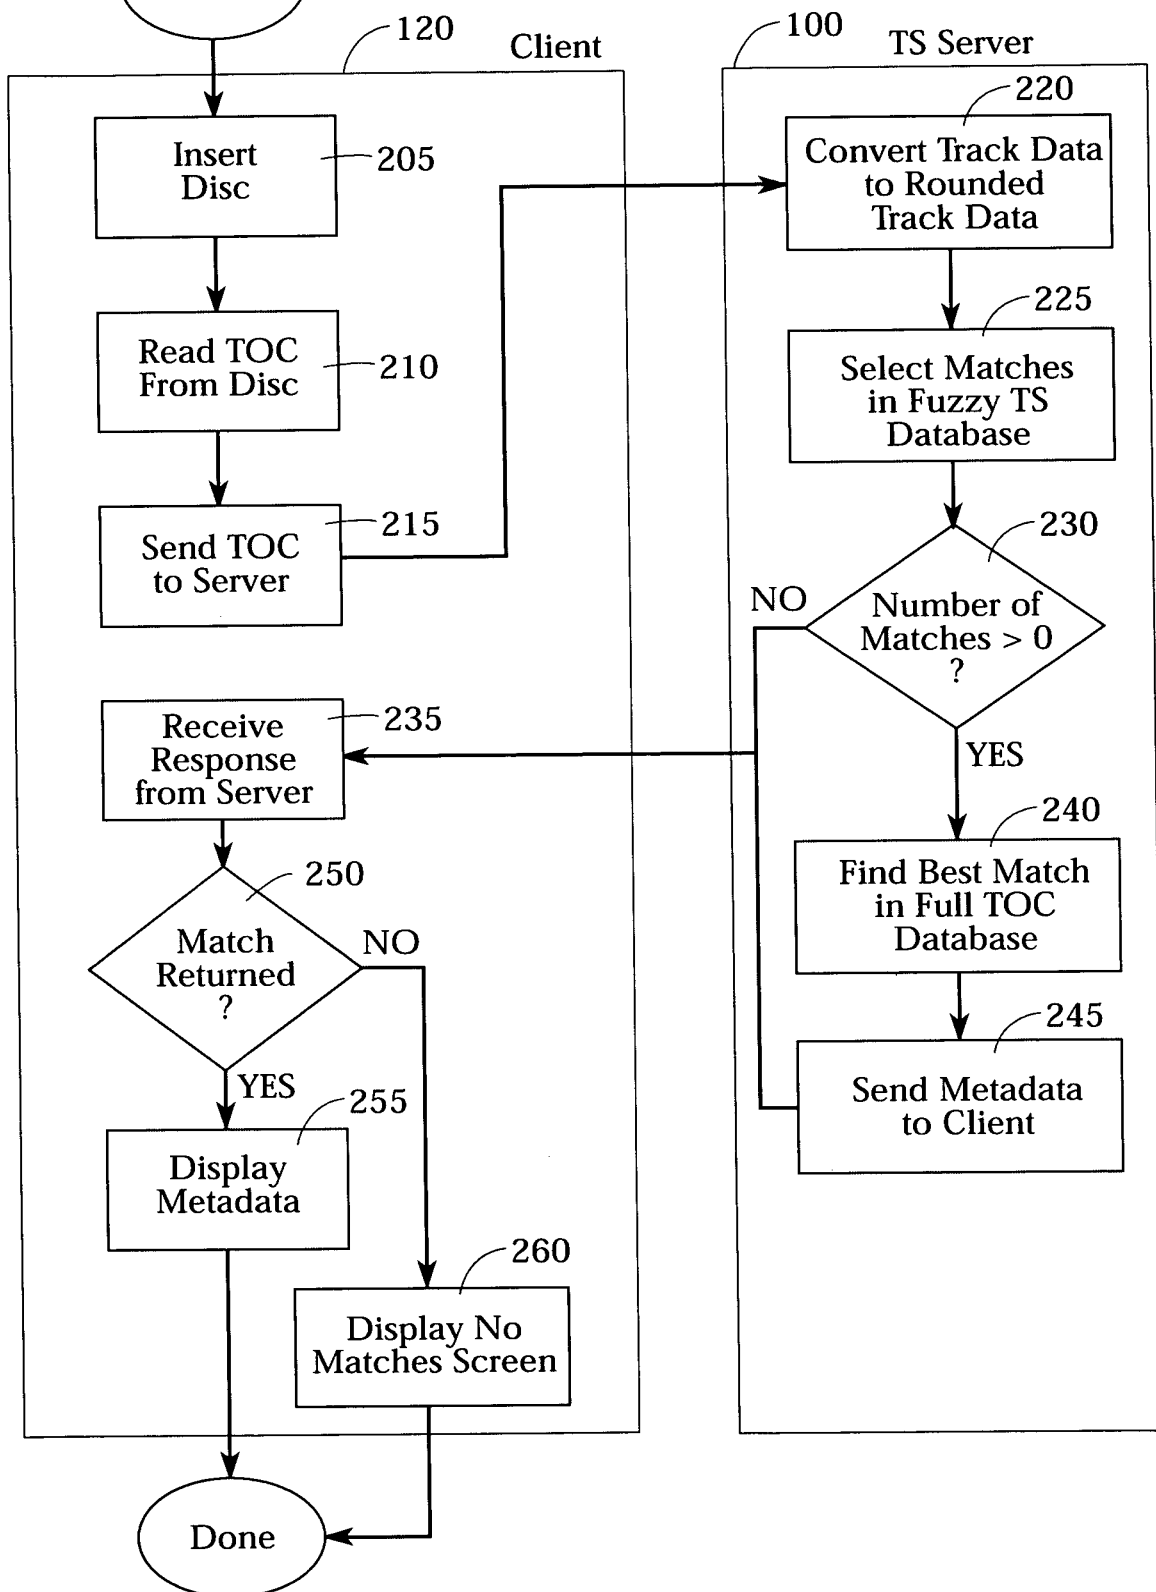 120
Client
Insert
Disc
205
Read TOC
From Disc
210
Send TOC
to Server
215
Receive
Response
from Server
235
250
Match
Returned
?
NO
YES
255
Display
Metadata
260
Display No
Matches Screen
Done
100
TS Server
220
Convert Track Data
to Rounded
Track Data
225
Select Matches
in Fuzzy TS
Database
230
Number of
Matches > 0
?
NO
YES
240
Find Best Match
in Full TOC
Database
245
Send Metadata
to Client